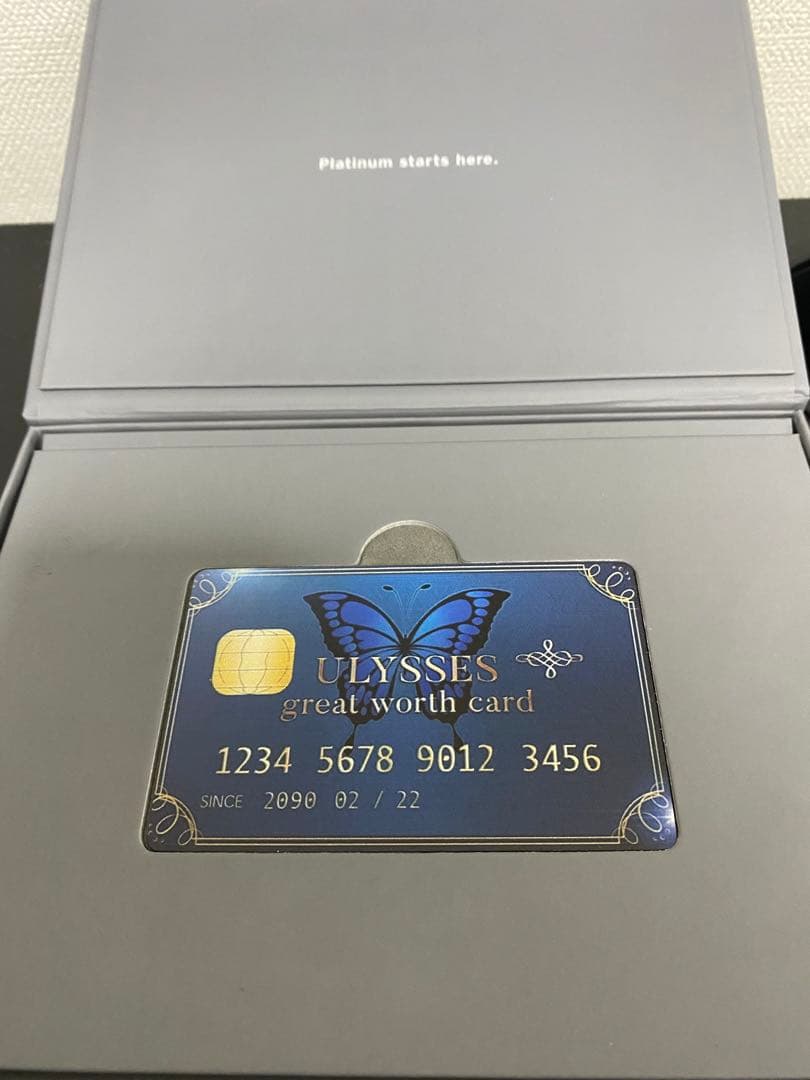 Platinum starts here.
ULYSSES
great worth card
1234 5678 9012 3456
SINCE 2090 02 / 22